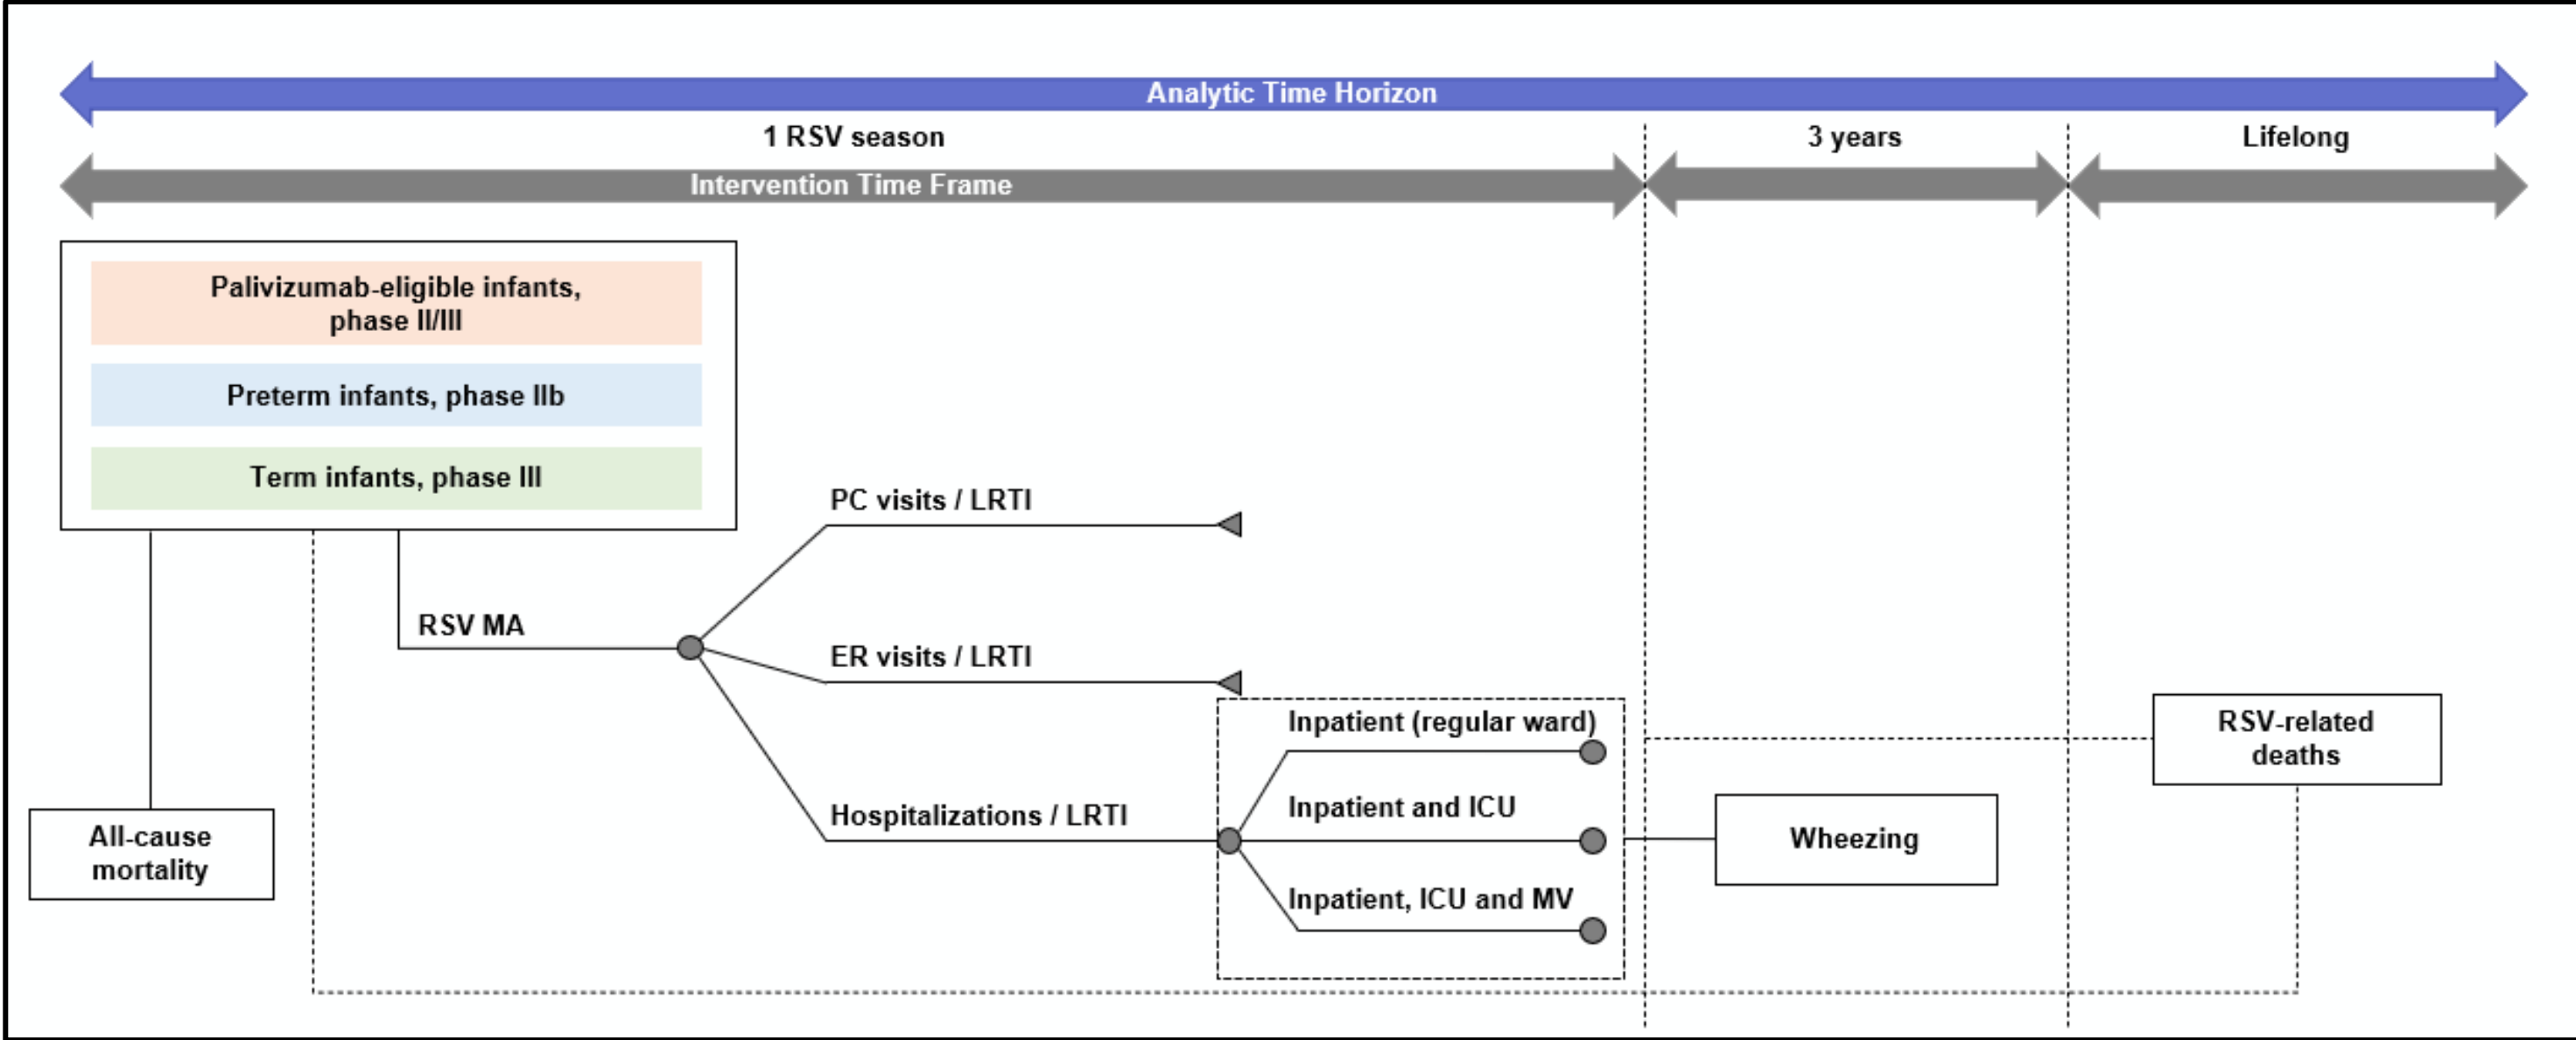 Analytic Time Horizon
1 RSV season
3 years
Lifelong
Intervention Time Frame
Palivizumab-eligible infants,
phase II/III
Preterm infants, phase IIb
Term infants, phase III
PC visits / LRTI
RSV MA
ER visits / LRTI
Inpatient (regular ward)
RSV-related
deaths
Hospitalizations / LRTI
Inpatient and ICU
Wheezing
All-cause
mortality
Inpatient, ICU and MV